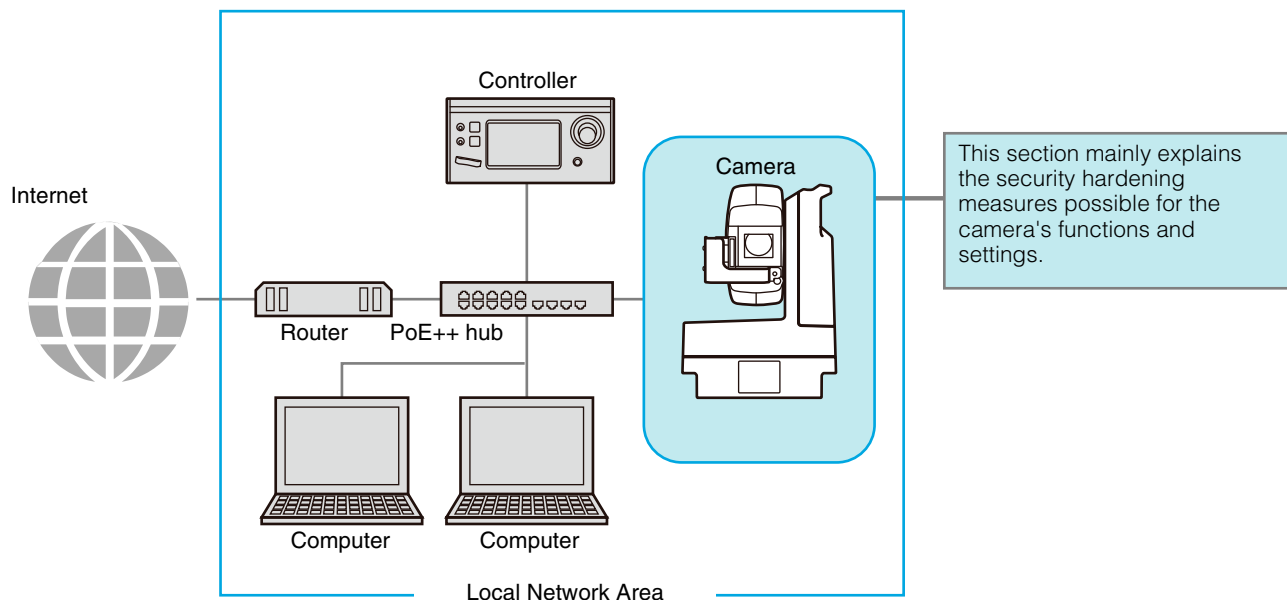 Controller
Camera
This section mainly explains
the security hardening
measures possible for the
camera's functions and
settings.
Internet
Router
PoE++ hub
Computer
Computer
Local Network Area